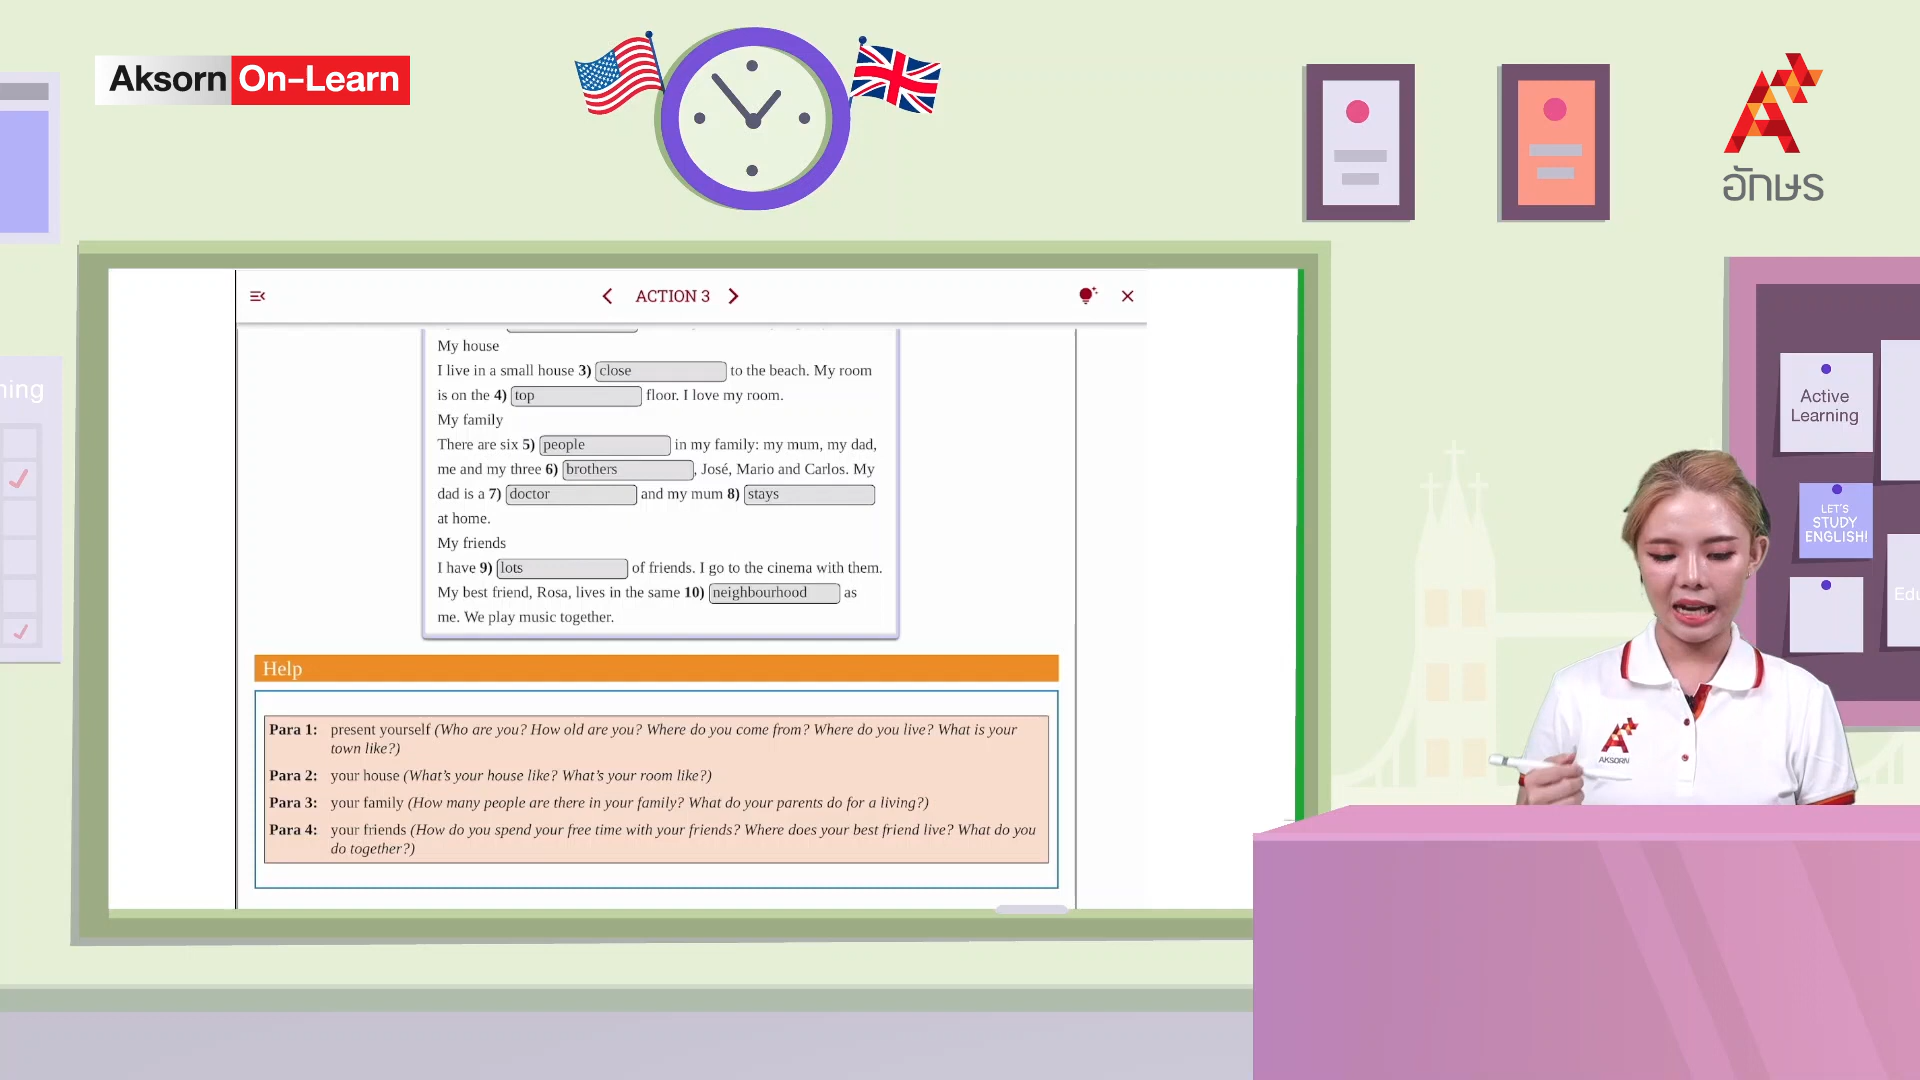 Aksorn On-Learn
อักษร
ning
ACTION 3
My house
I live in a small house 3) close to the beach. My room
is on the 4) top floor. I love my room.
My family
There are six 5) people in my family: my mum, my dad,
me and my three 6) brothers, José, Mario and Carlos. My
dad is a 7) doctor and my mum 8) stays
at home.
My friends
I have 9) lots of friends. I go to the cinema with them.
My best friend, Rosa, lives in the same 10) neighbourhood as
me. We play music together.
Help
Para 1: present yourself (Who are you? How old are you? Where do you come from? Where do you live? What is your
town like?)
Para 2: your house (What's your house like? What's your room like?)
Para 3: your family (How many people are there in your family? What do your parents do for a living?)
Para 4: your friends (How do you spend your free time with your friends? Where does your best friend live? What do you
do together?)
Active
Learning
LET'S
STUDY
ENGLISH!
Edu
AKSORN